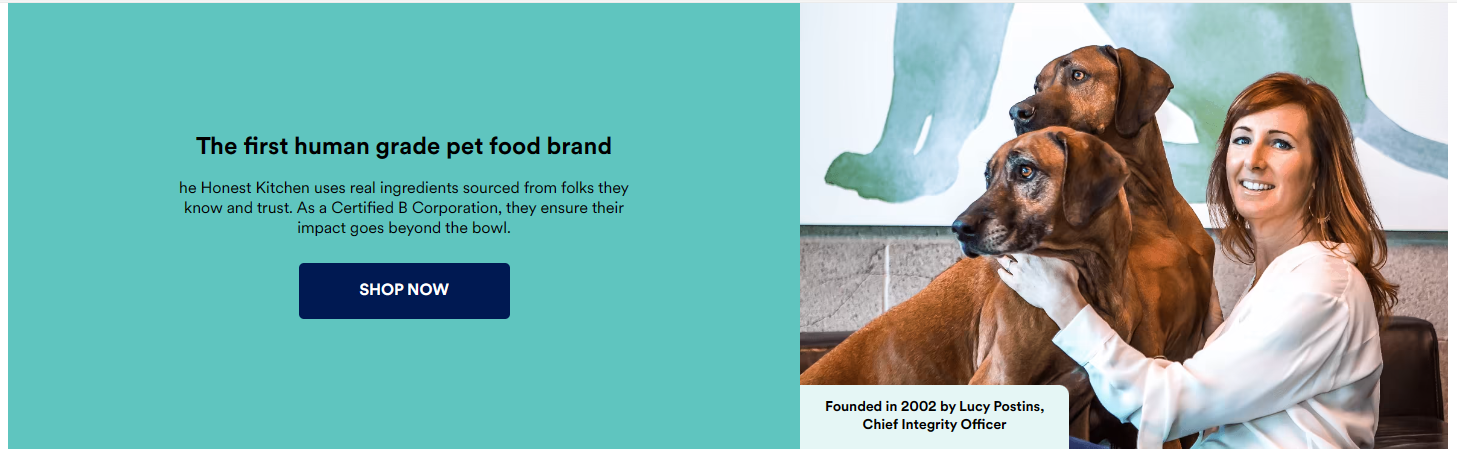 The first human grade pet food brand
he Honest Kitchen uses real ingredients sourced from folks they
know and trust. As a Certified B Corporation, they ensure their
impact goes beyond the bowl.
SHOP NOW
Founded in 2002 by Lucy Postins,
Chief Integrity Officer